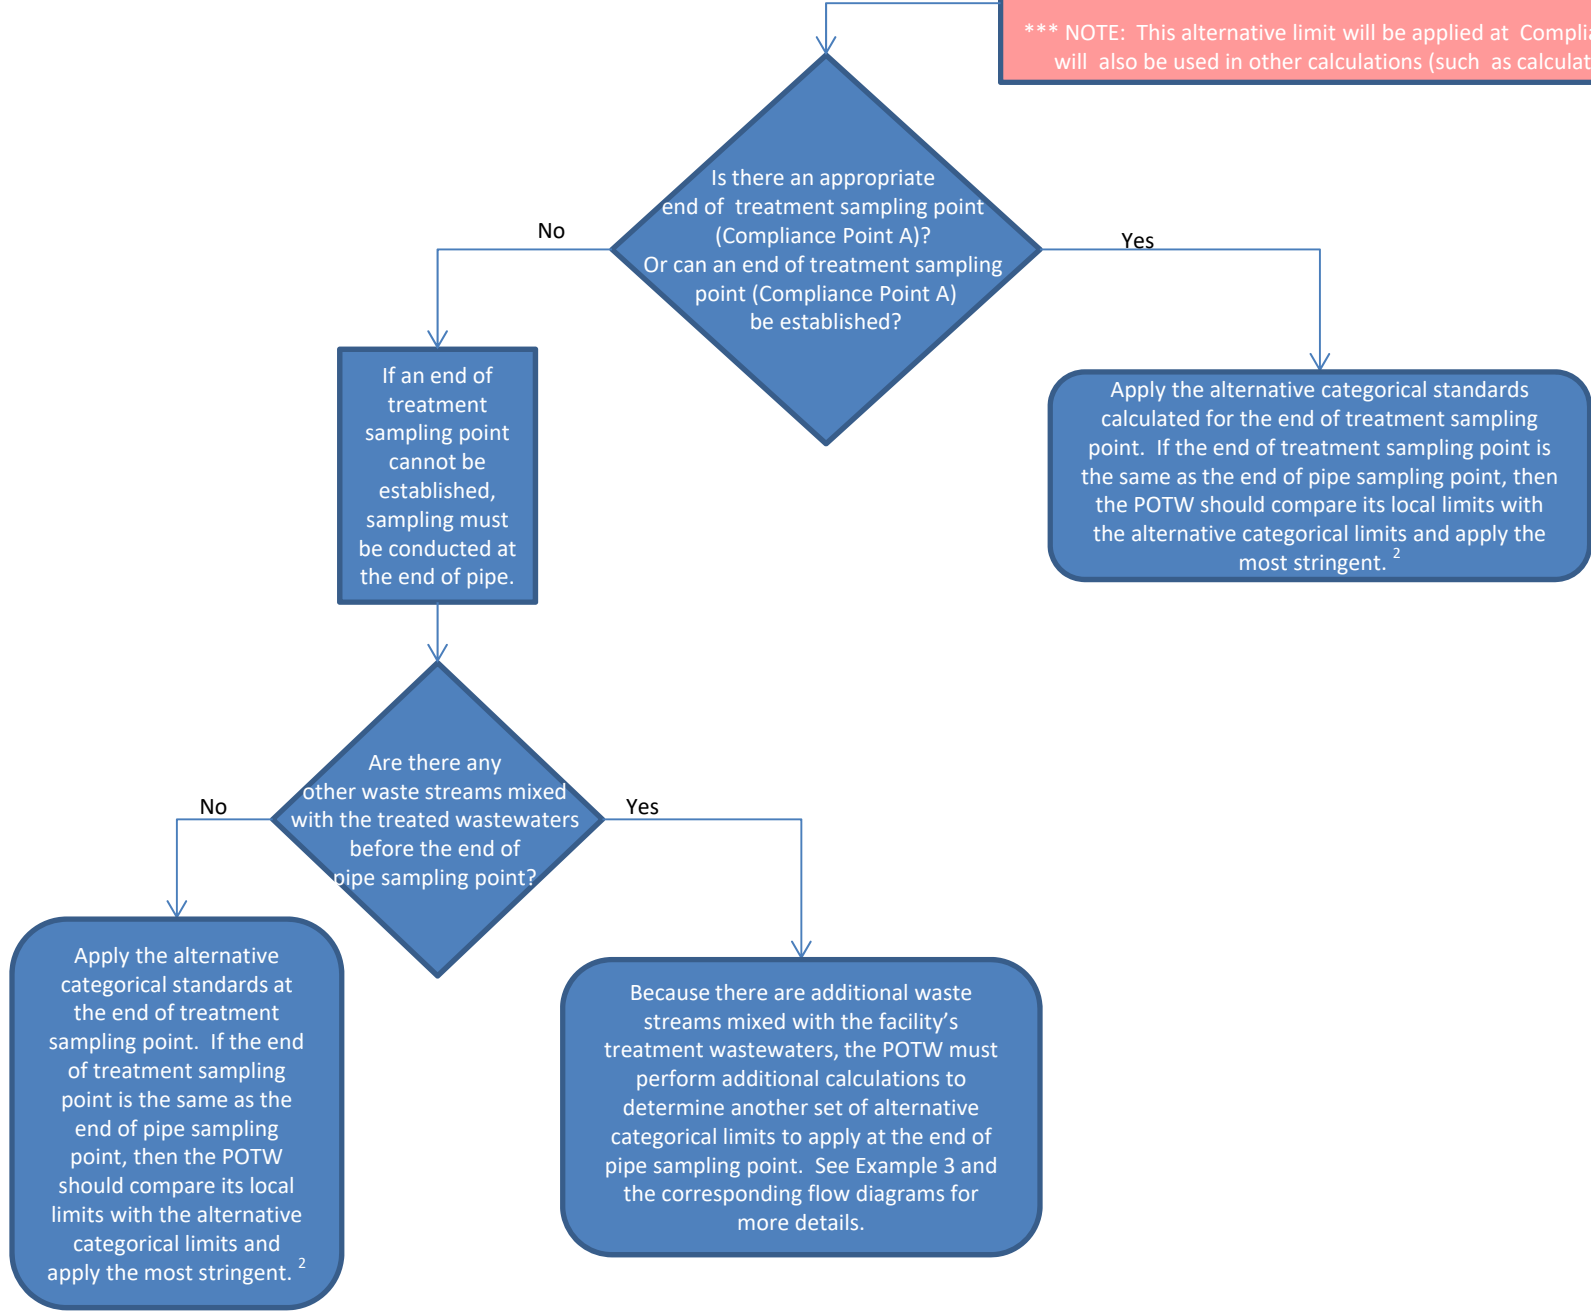 *** NOTE: This alternative limit will be applied at Complia
will also be used in other calculations (such as calculat
Is there an appropriate
end of treatment sampling point
(Compliance Point A)?
Or can an end of treatment sampling
point (Compliance Point A)
be established?
No
Yes
If an end of
treatment
sampling point
cannot be
established,
sampling must
be conducted at
the end of pipe.
Apply the alternative categorical standards
calculated for the end of treatment sampling
point. If the end of treatment sampling point is
the same as the end of pipe sampling point, then
the POTW should compare its local limits with
the alternative categorical limits and apply the
most stringent. 2
Are there any
other waste streams mixed
with the treated wastewaters
before the end of
pipe sampling point?
No
Yes
Apply the alternative
categorical standards at
the end of treatment
sampling point. If the end
of treatment sampling
point is the same as the
end of pipe sampling
point, then the POTW
should compare its local
limits with the alternative
categorical limits and
apply the most stringent. 2
Because there are additional waste
streams mixed with the facility’s
treatment wastewaters, the POTW must
perform additional calculations to
determine another set of alternative
categorical limits to apply at the end of
pipe sampling point. See Example 3 and
the corresponding flow diagrams for
more details.